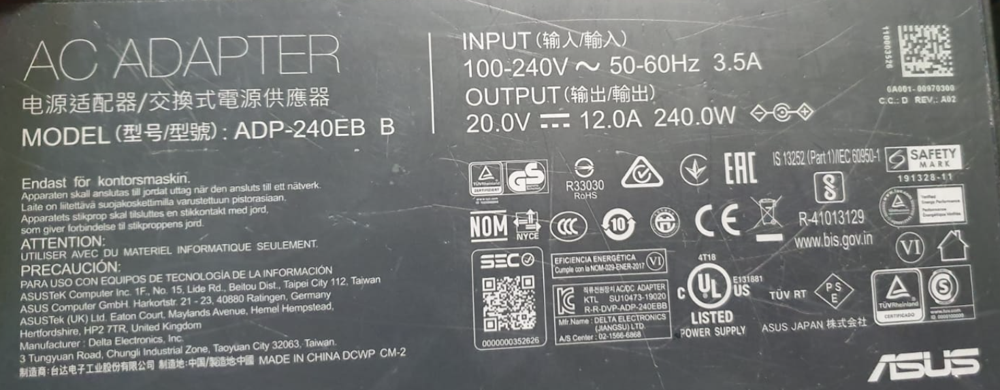 AC ADAPTER
电源适配器/交換式電源供應器
MODEL (型号/型號) : ADP-240EB B
INPUT (输入/輸入)
100-240V ~ 50-60Hz 3.5A
OUTPUT (输出/輸出)
20.0V 12.0A 240.0W
110003526
0A001-00970300
C.C.: D REV.: A02
Endast för kontorsmaskin.
Apparaten skall anslutas till jordat uttag när den ansluts till ett nätverk.
Laite on liitettävä suojakoskettimilla varustettuun pistorasiaan.
Apparatets stikprop skal tilsluttes en stikkontakt med jord,
som giver forbindelse til stikproppens jord.
ATTENTION:
UTILISER AVEC DU MATERIEL INFORMATIQUE SEULEMENT.
PRECAUCIÓN:
PARA USO CON EQUIPOS DE TECNOLOGÍA DE LA INFORMACIÓN
ASUSTeK Computer Inc. 1F., No. 15, Lide Rd., Beitou Dist., Taipei City 112, Taiwan
ASUS Computer GmbH. Harkortstr. 21 - 23, 40880 Ratingen, Germany
ASUSTek (UK) Ltd. Eaton Court, Maylands Avenue, Hemel Hempstead,
Hertfordshire, HP2 7TR, United Kingdom
Manufacturer : Delta Electronics, Inc.
3 Tungyuan Road, Chungli Industrial Zone, Taoyuan City 32063, Taiwan.
制造商:台达电子工业股份有限公司 制造地:中国/製造地:中國 MADE IN CHINA DCWP CM-2
TÜVRheinland
CERTIFIZIERT
GS
R33030
RoHS
EAC
IS 13252 (Part 1)/IEC 60950-1
SAFETY
MARK
191328-11
NOM
NYCE
CCC
10
CE
R-41013129
www.bis.gov.in
Verified
Energy Performance
Performance
Énergétique Vérifiée
VI
SEC
0000000352626
EFICIENCIA ENERGÉTICA VI
Cumple con la NOM-029-ENER-2017
직류전원장치 AC/DC ADAPTER
KTL SU10473-19020
R-R-DVP-ADP-240EBB
Mfr.Name : DELTA ELECTRONICS
(JIANGSU) LTD.
A/S Center : 02-1566-6868
4T18
C UL US
E131881
LISTED
POWER SUPPLY
TÜV RT
PSE
ASUS JAPAN 株式会社
TÜVRheinland
CERTIFICADO
S
ASUS